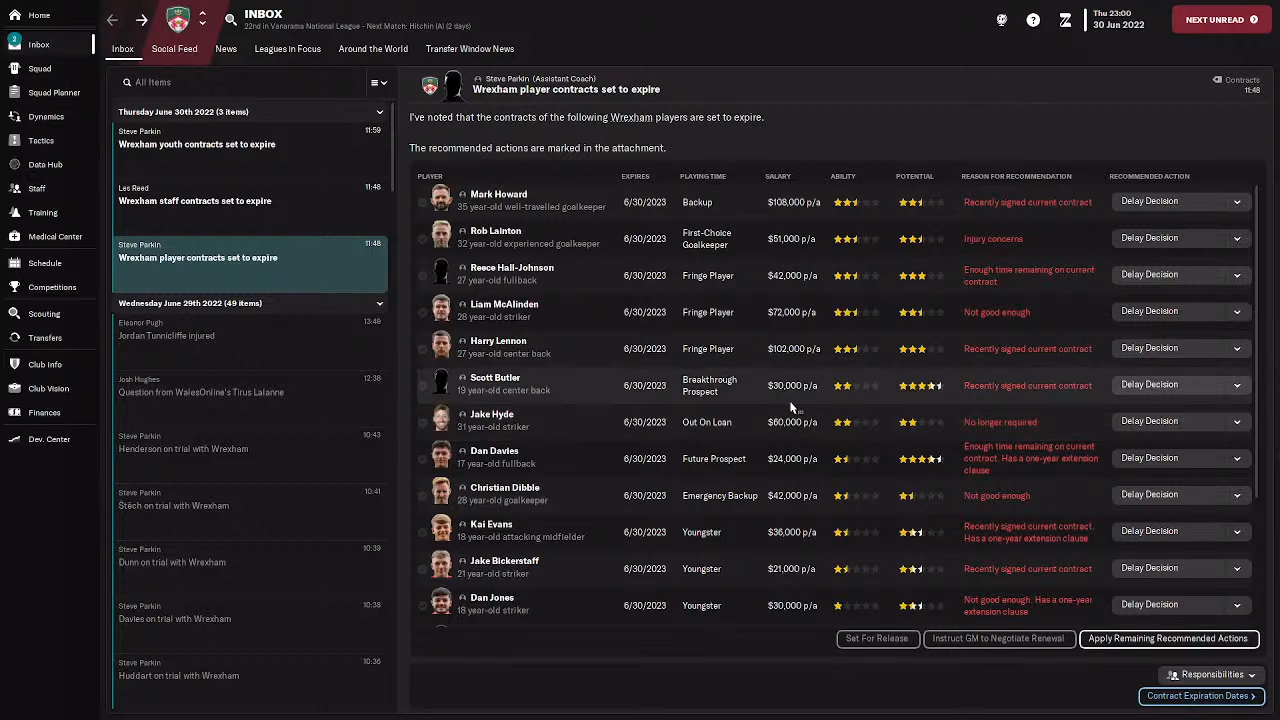 Home
Inbox
2
Squad
Squad Planner
Dynamics
Tactics
Data Hub
Staff
Training
Medical Center
Schedule
Competitions
Scouting
Transfers
Club Info
Club Vision
Finances
Dev. Center
INBOX
22nd in Vanarama National League - Next Match: Hitchin (A) (2 days)
Thu 23:00
30 Jun 2022
NEXT UNREAD
Inbox
Social Feed
News
Leagues in Focus
Around the World
Transfer Window News
All Items
Thursday June 30th 2022 (3 items)
Steve Parkin 11:59
Wrexham youth contracts set to expire
Les Reed 11:48
Wrexham staff contracts set to expire
Steve Parkin 11:48
Wrexham player contracts set to expire
Wednesday June 29th 2022 (49 items)
Eleanor Pugh 13:49
Jordan Tunnicliffe injured
Josh Hughes 12:38
Question from WalesOnline's Tirus Lalanne
Steve Parkin 10:43
Henderson on trial with Wrexham
Steve Parkin 10:41
Štěch on trial with Wrexham
Steve Parkin 10:39
Dunn on trial with Wrexham
Steve Parkin 10:38
Davies on trial with Wrexham
Steve Parkin 10:36
Huddart on trial with Wrexham
Steve Parkin (Assistant Coach)
Wrexham player contracts set to expire
Contracts
11:48
I've noted that the contracts of the following Wrexham players are set to expire.
The recommended actions are marked in the attachment.
PLAYER EXPIRES PLAYING TIME SALARY ABILITY POTENTIAL REASON FOR RECOMMENDATION RECOMMENDED ACTION
Mark Howard
35 year-old well-travelled goalkeeper 6/30/2023 Backup $108,000 p/a Recently signed current contract Delay Decision
Rob Lainton
32 year-old experienced goalkeeper 6/30/2023 First-Choice Goalkeeper $51,000 p/a Injury concerns Delay Decision
Reece Hall-Johnson
27 year-old fullback 6/30/2023 Fringe Player $42,000 p/a Enough time remaining on current contract Delay Decision
Liam McAlinden
28 year-old striker 6/30/2023 Fringe Player $72,000 p/a Not good enough Delay Decision
Harry Lennon
27 year-old center back 6/30/2023 Fringe Player $102,000 p/a Recently signed current contract Delay Decision
Scott Butler
19 year-old center back 6/30/2023 Breakthrough Prospect $30,000 p/a Recently signed current contract Delay Decision
Jake Hyde
31 year-old striker 6/30/2023 Out On Loan $60,000 p/a No longer required Delay Decision
Dan Davies
17 year-old fullback 6/30/2023 Future Prospect $24,000 p/a Enough time remaining on current contract. Has a one-year extension clause Delay Decision
Christian Dibble
28 year-old goalkeeper 6/30/2023 Emergency Backup $42,000 p/a Not good enough Delay Decision
Kai Evans
18 year-old attacking midfielder 6/30/2023 Youngster $36,000 p/a Recently signed current contract. Has a one-year extension clause Delay Decision
Jake Bickerstaff
21 year-old striker 6/30/2023 Youngster $21,000 p/a Recently signed current contract Delay Decision
Dan Jones
18 year-old striker 6/30/2023 Youngster $30,000 p/a Not good enough. Has a one-year extension clause Delay Decision
Set For Release
Instruct GM to Negotiate Renewal
Apply Remaining Recommended Actions
Responsibilities
Contract Expiration Dates >